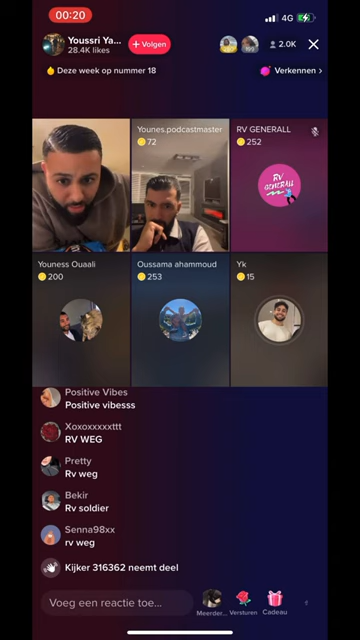 00:20
4G
Youssri Ya...
28.4K likes
+ Volgen
2.0K
Deze week op nummer 18
Verkennen >
Younes.podcastmaster
72
RV GENERALL
252
RV
GENERALL
Youness Ouaali
200
Oussama ahammoud
253
Yk
15
Positive Vibes
Positive vibesss
Xoxoxxxxxttt
RV WEG
Pretty
Rv weg
Bekir
Rv soldier
Senna98xx
rv weg
Kijker 316362 neemt deel
Voeg een reactie toe...
Meerder...
Versturen
Cadeau